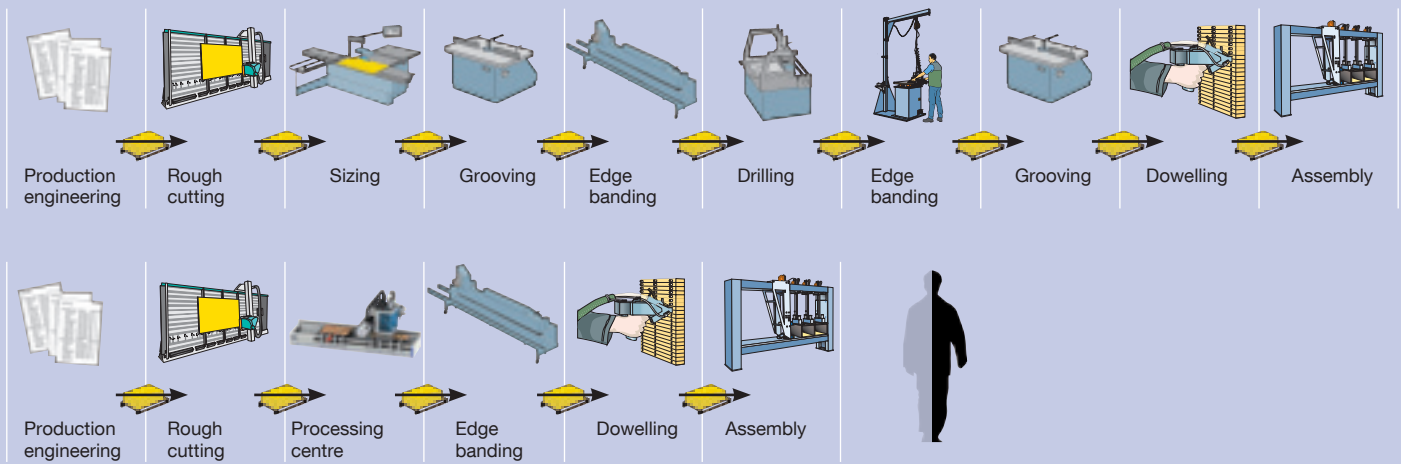 Production
engineering
Rough
cutting
Sizing
Grooving
Edge
banding
Drilling
Edge
banding
Grooving
Dowelling
Assembly
Production
engineering
Rough
cutting
Processing
centre
Edge
banding
Dowelling
Assembly